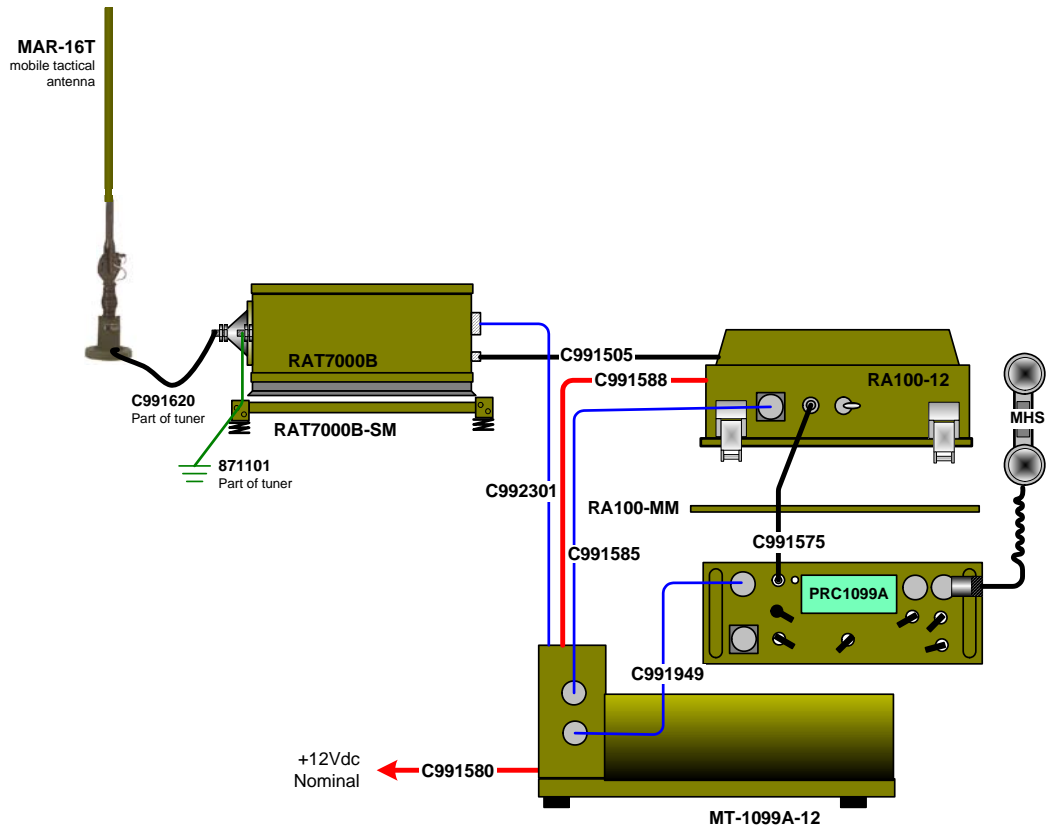 MAR-16T
mobile tactical
antenna
C991620
Part of tuner
RAT7000B
RAT7000B-SM
871101
Part of tuner
C991505
C991588
RA100-12
MHS
C992301
RA100-MM
C991585
C991575
PRC1099A
C991949
+12Vdc
Nominal
C991580
MT-1099A-12